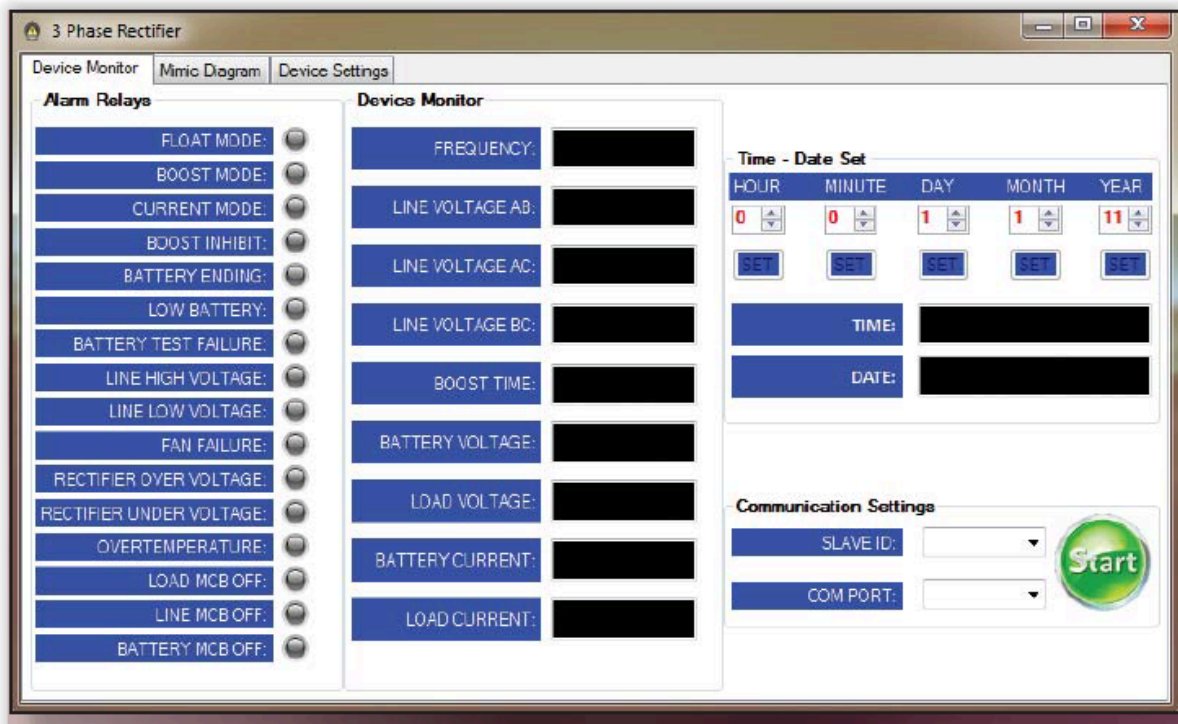 3 Phase Rectifier
Device Monitor Mimic Diagram Device Settings
Alarm Relays
FLOAT MODE:
BOOST MODE:
CURRENT MODE:
BOOST INHIBIT:
BATTERY ENDING:
LOW BATTERY:
BATTERY TEST FAILURE:
LINE HIGH VOLTAGE:
LINE LOW VOLTAGE:
FAN FAILURE:
RECTIFIER OVER VOLTAGE:
RECTIFIER UNDER VOLTAGE:
OVERTEMPERATURE:
LOAD MCB OFF:
LINE MCB OFF:
BATTERY MCB OFF:
Device Monitor
FREQUENCY:
LINE VOLTAGE AB:
LINE VOLTAGE AC:
LINE VOLTAGE BC:
BOOST TIME:
BATTERY VOLTAGE:
LOAD VOLTAGE:
BATTERY CURRENT:
LOAD CURRENT:
Time - Date Set
HOUR MINUTE DAY MONTH YEAR
0 0 1 1 11
SET SET SET SET SET
TIME:
DATE:
Communication Settings
SLAVE ID:
COM PORT:
Start